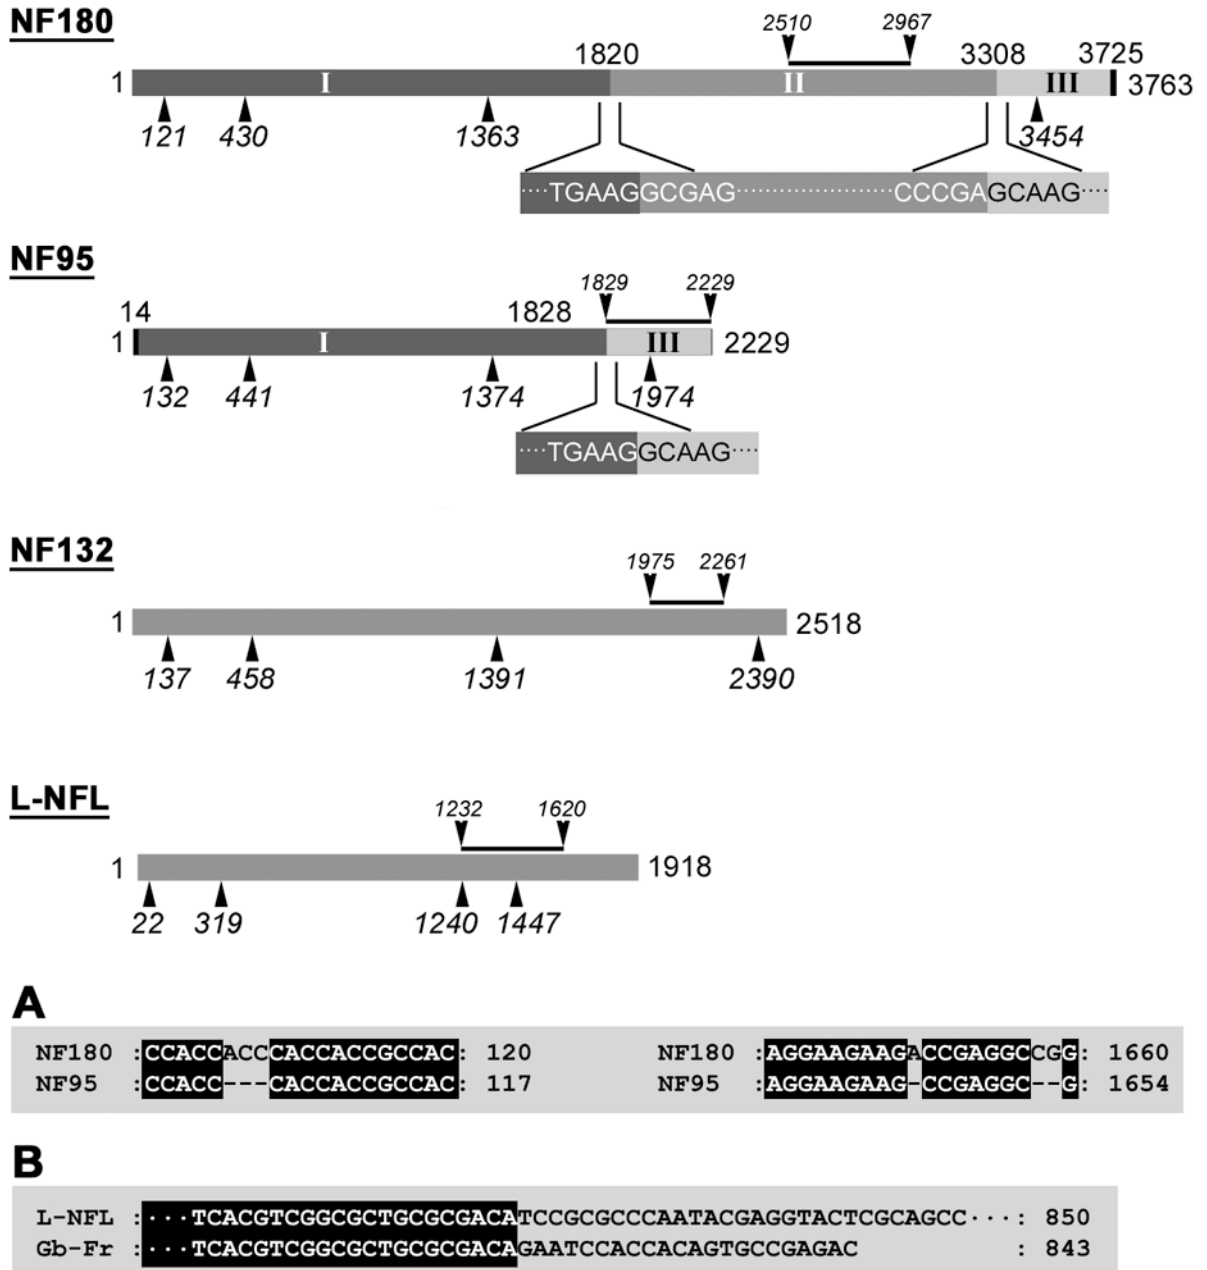 NF180
2510 2967
1820 3308 3725
1 I II III 3763
121 430 1363 3454
····TGAAGGCGAG····················CCCGAGCAAG····
NF95
1829 2229
14 1828
1 I III 2229
132 441 1374 1974
····TGAAGGCAAG····
NF132
1975 2261
1 2518
137 458 1391 2390
L-NFL
1232 1620
1 1918
22 319 1240 1447
A
NF180 :CCACCACCCACCACCGCCAC: 120 NF180 :AGGAAGAAGACCGAGGCCGG: 1660
NF95 :CCACC---CACCACCGCCAC: 117 NF95 :AGGAAGAAG-CCGAGGC--G: 1654
B
L-NFL :···TCACGTCGGCGCTGCGCGACATCCGCGCCCAATACGAGGTACTCGCAGCC···: 850
Gb-Fr :···TCACGTCGGCGCTGCGCGACAGAATCCACCACAGTGCCGAGAC : 843